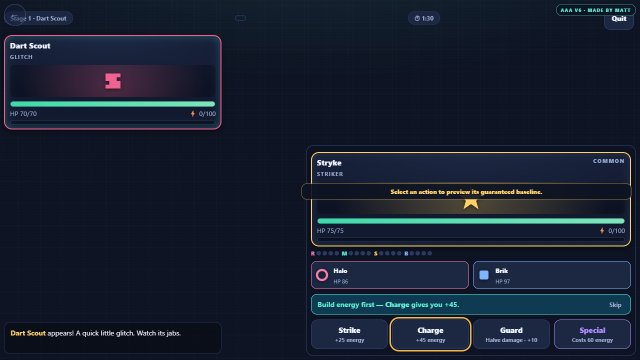 Stage 1 · Dart Scout
1:30
AAA V6 · MADE BY MATT
Quit
Dart Scout
GLITCH
HP 70/70
0/100
Stryke
COMMON
STRIKER
Select an action to preview its guaranteed baseline.
HP 75/75
0/100
R M S B
Halo
HP 86
Brik
HP 97
Build energy first — Charge gives you +45.
Skip
Dart Scout appears! A quick little glitch. Watch its jabs.
Strike
+25 energy
Charge
+45 energy
Guard
Halve damage · +10
Special
Costs 60 energy